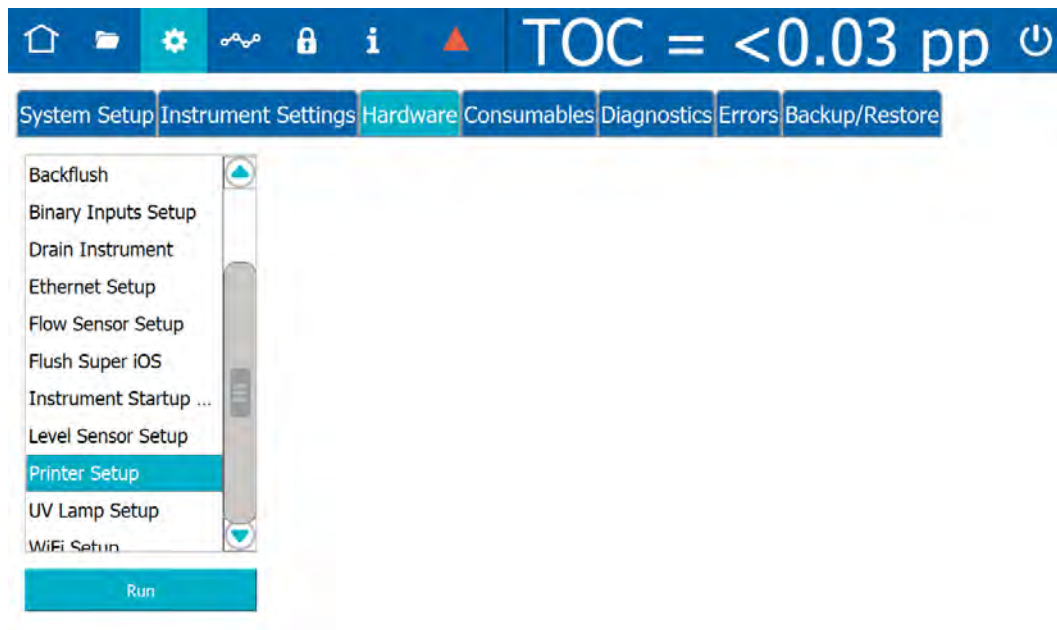 TOC = <0.03 pp
System Setup Instrument Settings Hardware Consumables Diagnostics Errors Backup/Restore
Backflush
Binary Inputs Setup
Drain Instrument
Ethernet Setup
Flow Sensor Setup
Flush Super iOS
Instrument Startup ...
Level Sensor Setup
Printer Setup
UV Lamp Setup
WiFi Setup
Run